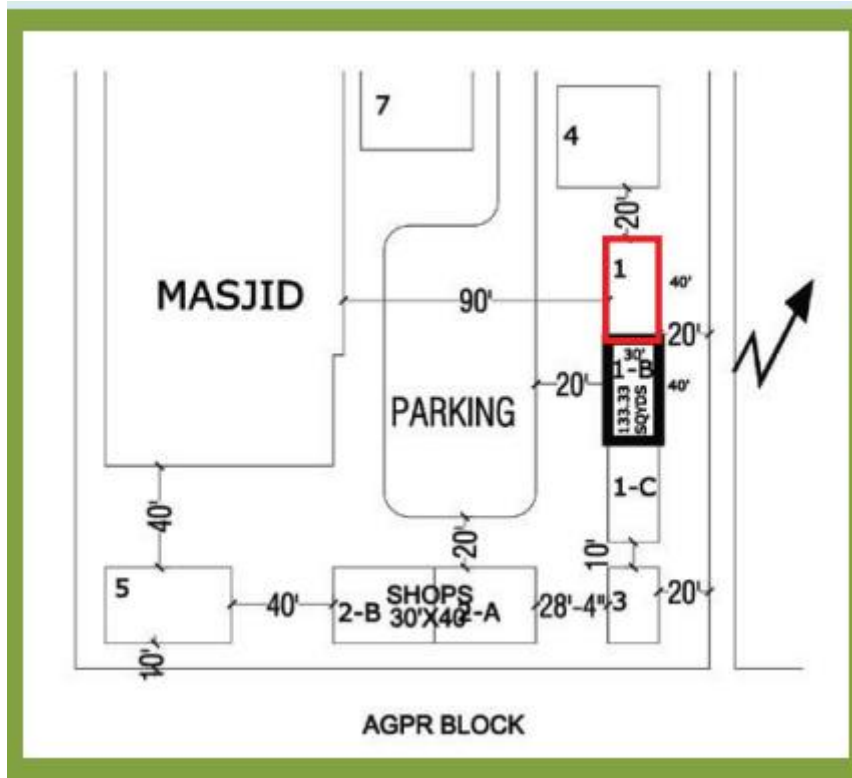 7
4
20'
1
40'
MASJID
90'
20'
30'
1-B
40'
133.33
SQYDS
20'
PARKING
1-C
40'
20'
10'
5
40'
SHOPS
2-B
30'X40'
2-A
28'-4"
3
20'
10'
AGPR BLOCK